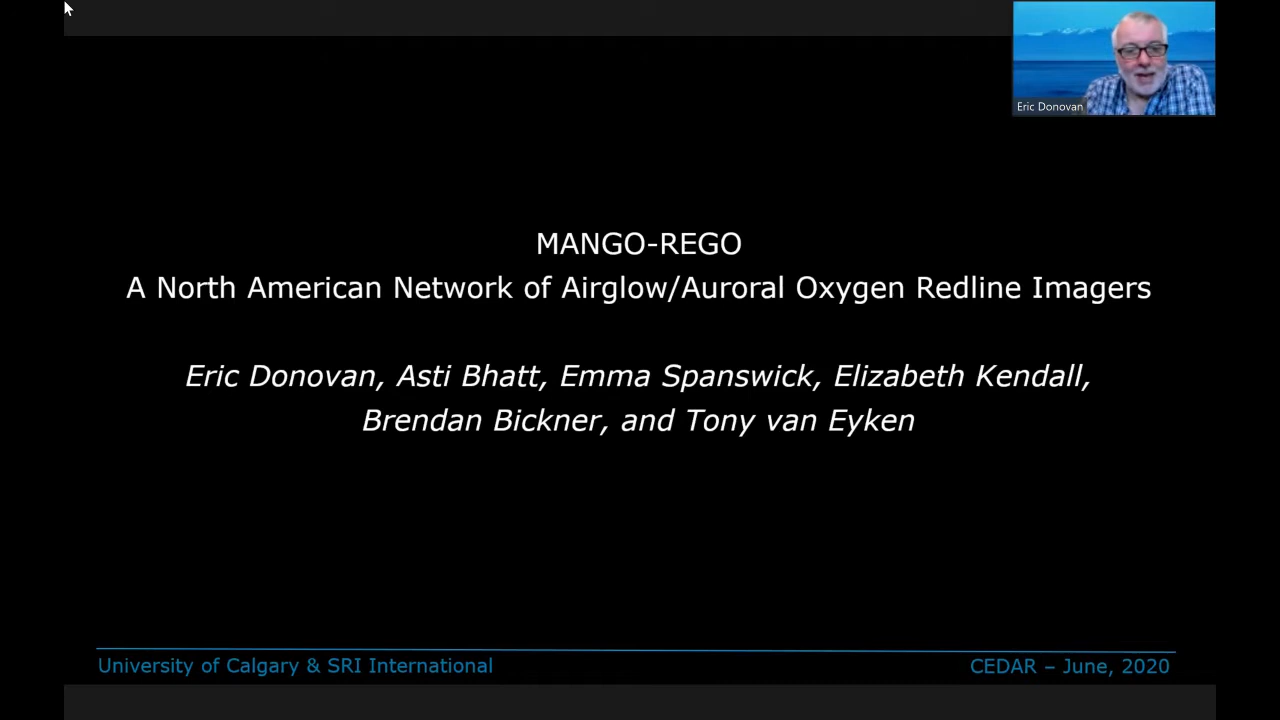 Eric Donovan
MANGO-REGO
A North American Network of Airglow/Auroral Oxygen Redline Imagers
Eric Donovan, Asti Bhatt, Emma Spanswick, Elizabeth Kendall,
Brendan Bickner, and Tony van Eyken
University of Calgary & SRI International
CEDAR – June, 2020